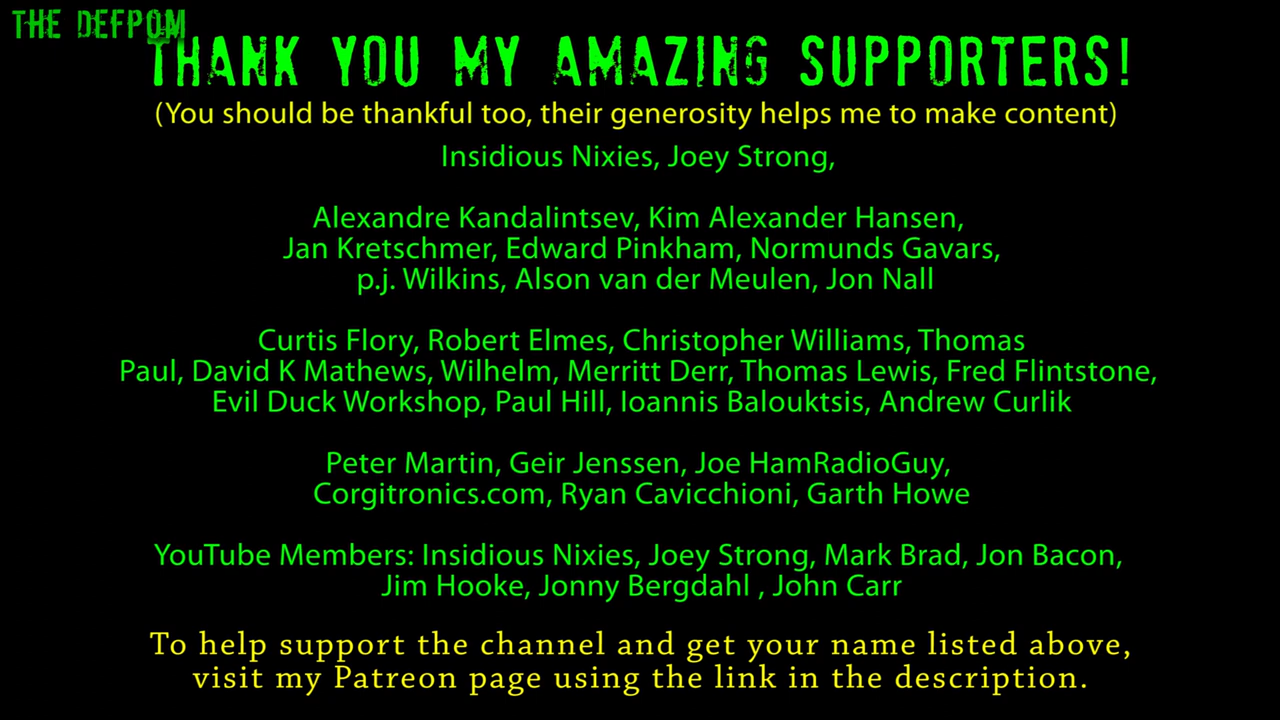 THE DEFPOM
THANK YOU MY AMAZING SUPPORTERS!
(You should be thankful too, their generosity helps me to make content)
Insidious Nixies, Joey Strong,
Alexandre Kandalintsev, Kim Alexander Hansen,
Jan Kretschmer, Edward Pinkham, Normunds Gavars,
p.j. Wilkins, Alson van der Meulen, Jon Nall
Curtis Flory, Robert Elmes, Christopher Williams, Thomas
Paul, David K Mathews, Wilhelm, Merritt Derr, Thomas Lewis, Fred Flintstone,
Evil Duck Workshop, Paul Hill, Ioannis Balouktsis, Andrew Curlik
Peter Martin, Geir Jenssen, Joe HamRadioGuy,
Corgitronics.com, Ryan Cavicchioni, Garth Howe
YouTube Members: Insidious Nixies, Joey Strong, Mark Brad, Jon Bacon,
Jim Hooke, Jonny Bergdahl , John Carr
To help support the channel and get your name listed above,
visit my Patreon page using the link in the description.